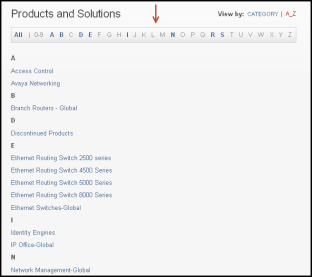 Products and Solutions
View by: CATEGORY | A_Z
All | 0-9 A B C D E F G H I J K L M N O P Q R S T U V W X Y Z
A
Access Control
Avaya Networking
B
Branch Routers - Global
D
Discontinued Products
E
Ethernet Routing Switch 2500 series
Ethernet Routing Switch 4500 Series
Ethernet Routing Switch 5000 Series
Ethernet Routing Switch 8000 Series
Ethernet Switches-Global
I
Identity Engines
IP Office-Global
N
Network Management-Global